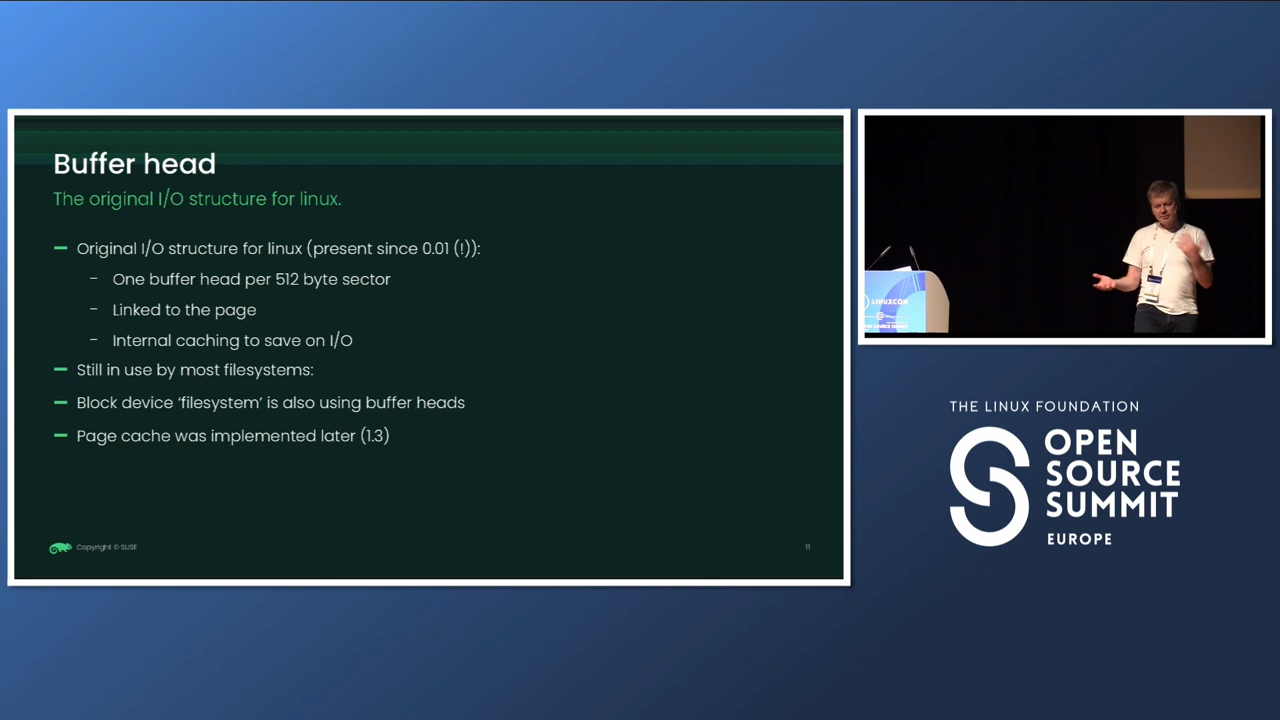 Buffer head
The original I/O structure for linux.
Original I/O structure for linux (present since 0.01 (!)):
- One buffer head per 512 byte sector
- Linked to the page
- Internal caching to save on I/O
Still in use by most filesystems:
Block device ‘filesystem’ is also using buffer heads
Page cache was implemented later (1.3)
Copyright © SUSE
11
LINUXCON
THE LINUX FOUNDATION
OPEN
SOURCE
SUMMIT
EUROPE